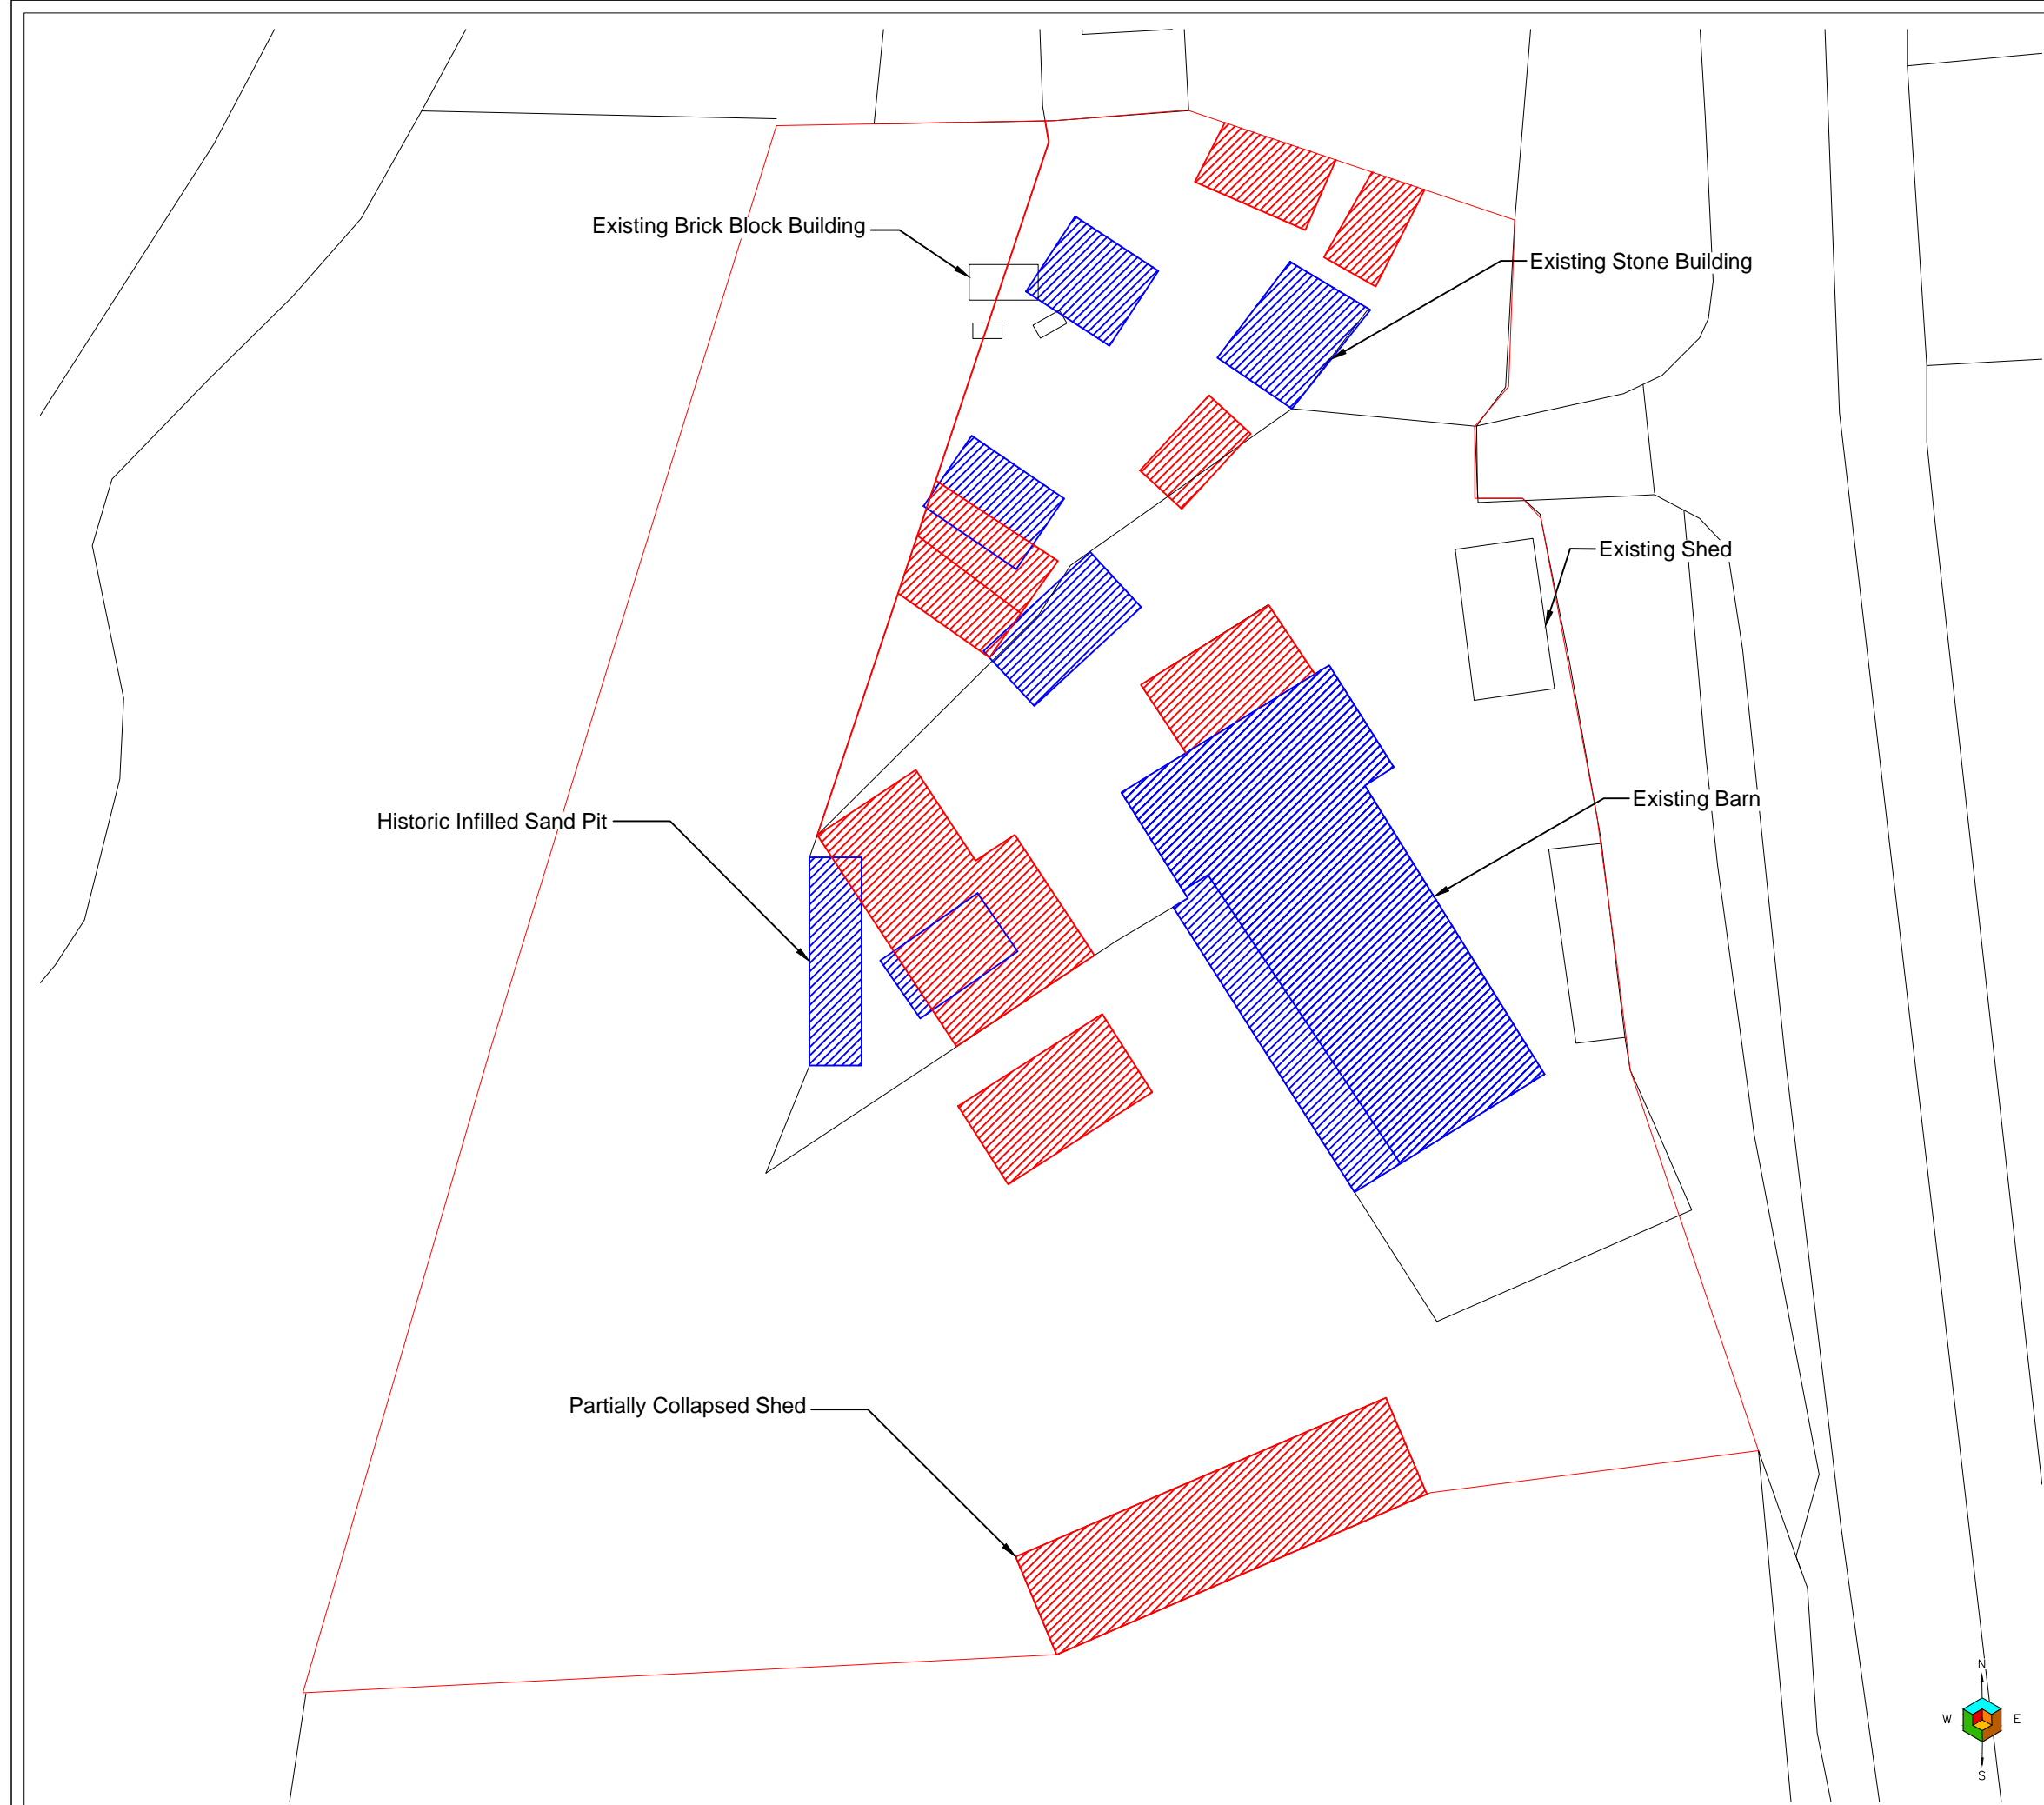 Existing Brick Block Building
Existing Stone Building
Existing Shed
Existing Barn
Historic Infilled Sand Pit
Partially Collapsed Shed
N
W E
S